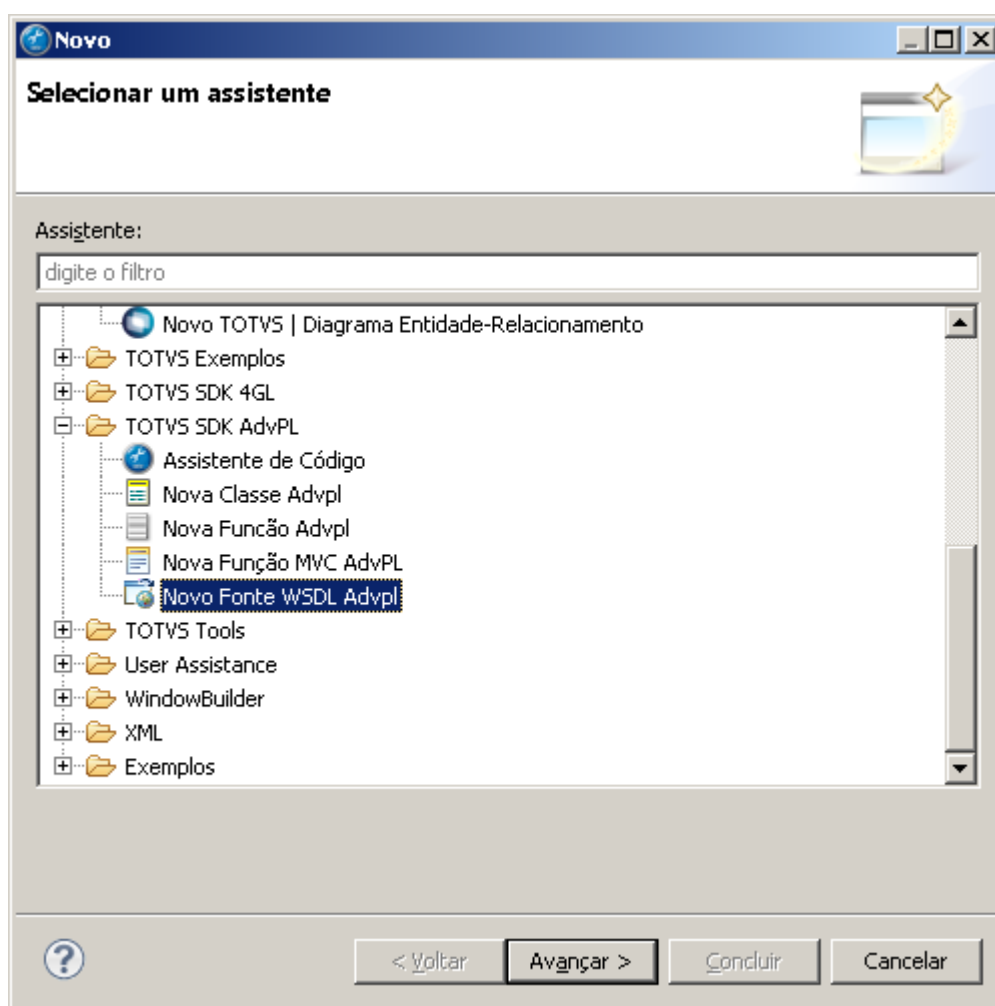 Novo
Selecionar um assistente
Assistente:
digite o filtro
Novo TOTVS | Diagrama Entidade-Relacionamento
TOTVS Exemplos
TOTVS SDK 4GL
TOTVS SDK AdvPL
Assistente de Código
Nova Classe Advpl
Nova Funcão Advpl
Nova Função MVC AdvPL
Novo Fonte WSDL Advpl
TOTVS Tools
User Assistance
WindowBuilder
XML
Exemplos
? < Voltar Avançar > Concluir Cancelar